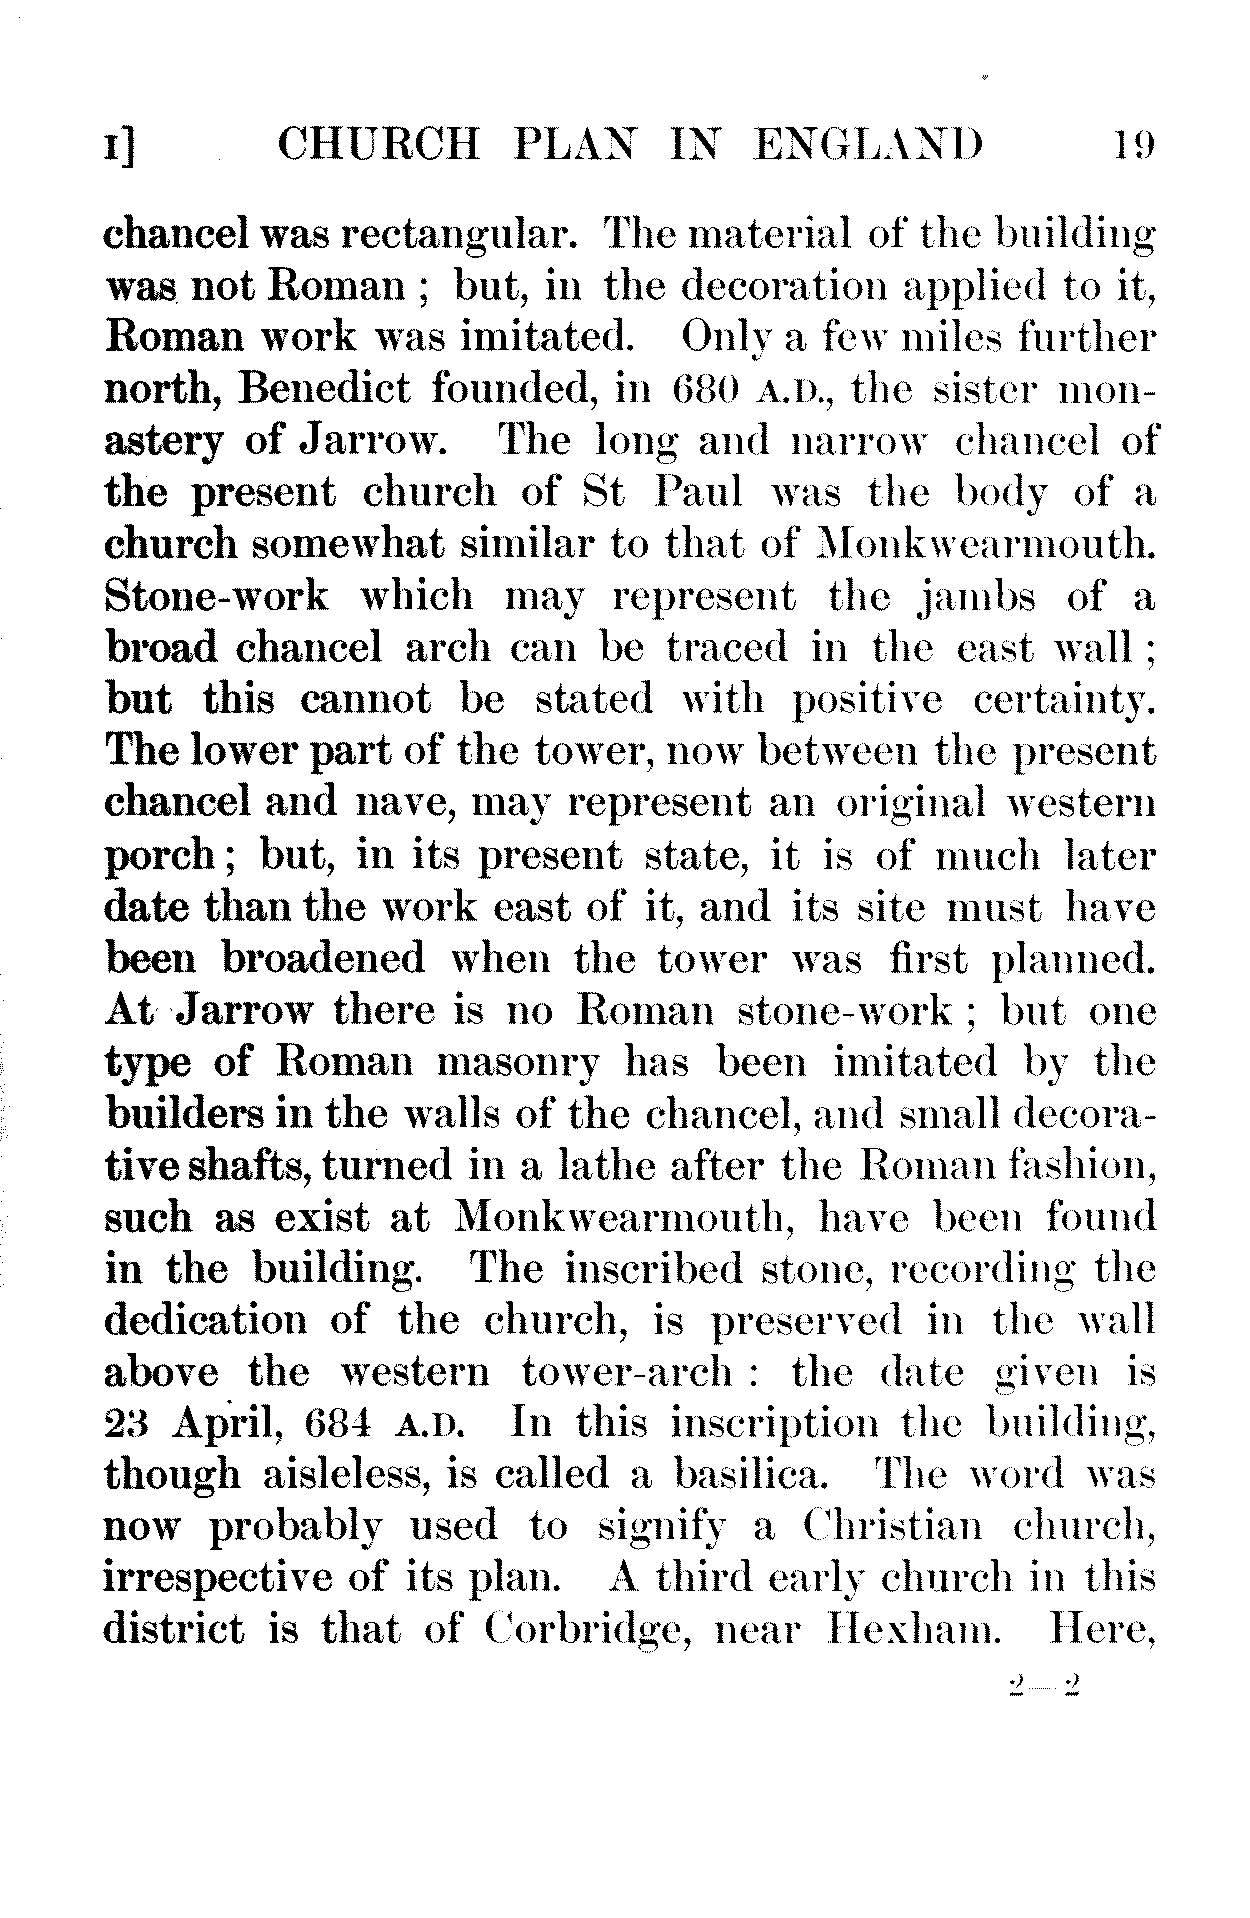 I] CHURCH PLAN IN ENGLAND 19
chancel was rectangular. The material of the building
was not Roman ; but, in the decoration applied to it,
Roman work was imitated. Only a few miles further
north, Benedict founded, in 680 A.D., the sister mon-
astery of Jarrow. The long and narrow chancel of
the present church of St Paul was the body of a
church somewhat similar to that of Monkwearmouth.
Stone-work which may represent the jambs of a
broad chancel arch can be traced in the east wall ;
but this cannot be stated with positive certainty.
The lower part of the tower, now between the present
chancel and nave, may represent an original western
porch ; but, in its present state, it is of much later
date than the work east of it, and its site must have
been broadened when the tower was first planned.
At Jarrow there is no Roman stone-work ; but one
type of Roman masonry has been imitated by the
builders in the walls of the chancel, and small decora-
tive shafts, turned in a lathe after the Roman fashion,
such as exist at Monkwearmouth, have been found
in the building. The inscribed stone, recording the
dedication of the church, is preserved in the wall
above the western tower-arch : the date given is
23 April, 684 A.D. In this inscription the building,
though aisleless, is called a basilica. The word was
now probably used to signify a Christian church,
irrespective of its plan. A third early church in this
district is that of Corbridge, near Hexham. Here,
2—2